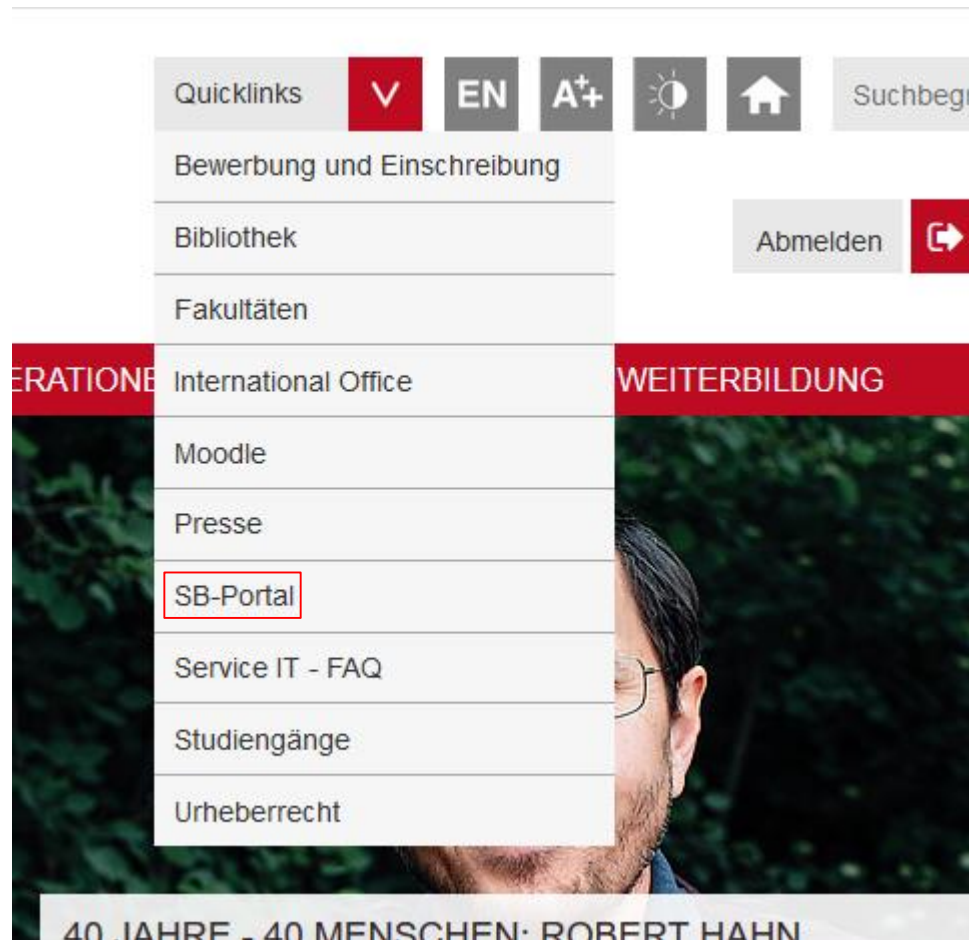 Quicklinks V EN A++ Suchbegr
Bewerbung und Einschreibung
Bibliothek
Abmelden
Fakultäten
ERATIONE International Office WEITERBILDUNG
Moodle
Presse
SB-Portal
Service IT - FAQ
Studiengänge
Urheberrecht
40 JAHRE - 40 MENSCHEN: ROBERT HAHN